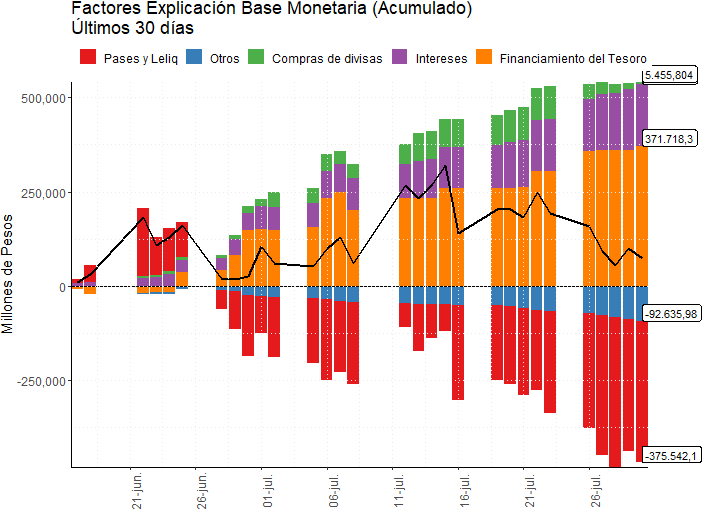 Factores Explicación Base Monetaria (Acumulado)
Últimos 30 días
Pases y Leliq Otros Compras de divisas Intereses Financiamiento del Tesoro
Millones de Pesos
500,000
250,000
0
-250,000
5.455,804
371.718,3
-92.635,98
-375.542,1
21-jun.
26-jun.
01-jul.
06-jul.
11-jul.
16-jul.
21-jul.
26-jul.